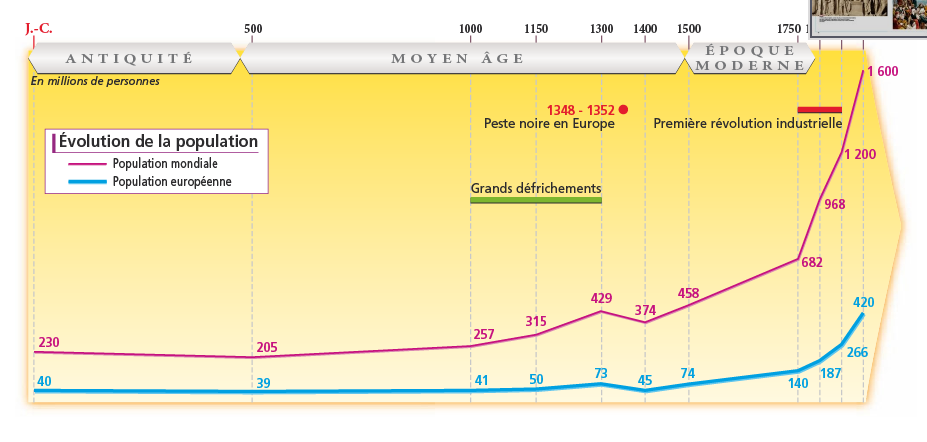 J.-C. 500 1000 1150 1300 1400 1500 1750
ANTIQUITÉ MOYEN ÂGE ÉPOQUE MODERNE
En millions de personnes
1 600
1348 - 1352
Peste noire en Europe
Première révolution industrielle
Évolution de la population
Population mondiale
Population européenne
Grands défrichements
230 205 257 315 429 374 458 682 968 1 200
40 39 41 50 73 45 74 140 187 266 420